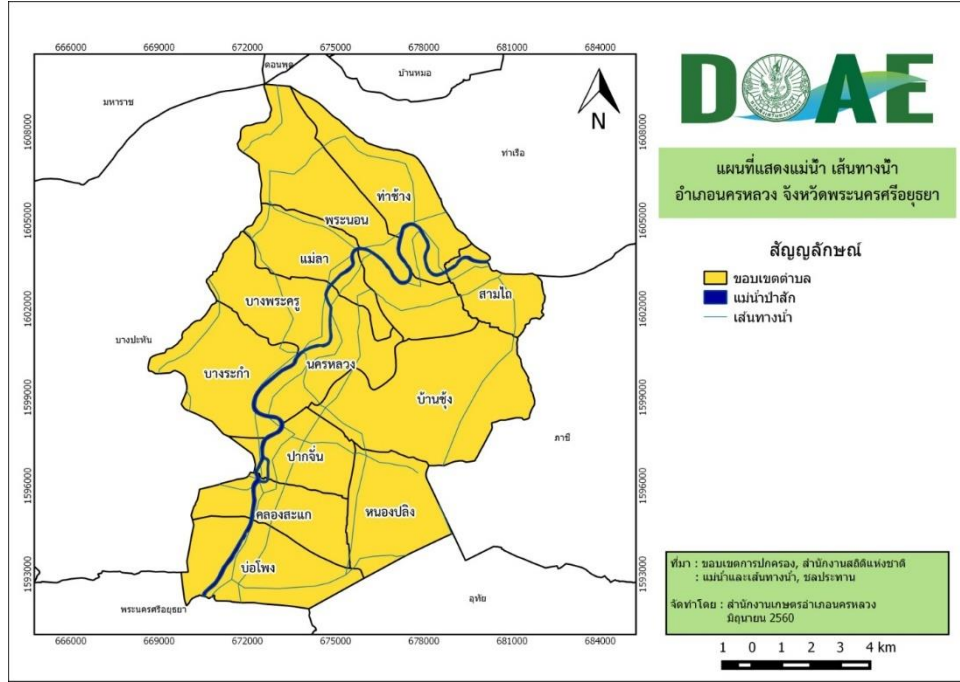 666000 669000 672000 675000 678000 681000 684000
ดอนพุด
บ้านหมอ
มหาราช
ท่าเรือ
N
1608000 1608000
ท่าช้าง
พระนอน
1605000 1605000
แม่ลา
บางพระครู
สามไถ
1602000 1602000
บางปะหัน
บางระกำ
นครหลวง
บ้านชุ้ง
1599000 1599000
ภาชี
ปากจั่น
1596000 1596000
คลองสะแก
หนองปลิง
บ่อโพง
1593000 1593000
พระนครศรีอยุธยา
อุทัย
666000 669000 672000 675000 678000 681000 684000
DOAE
แผนที่แสดงแม่น้ำ เส้นทางน้ำ
อำเภอนครหลวง จังหวัดพระนครศรีอยุธยา
สัญญลักษณ์
ขอบเขตตำบล
แม่น้ำป่าสัก
เส้นทางน้ำ
ที่มา : ขอบเขตการปกครอง, สำนักงานสถิติแห่งชาติ
: แม่น้ำและเส้นทางน้ำ, ชลประทาน
จัดทำโดย : สำนักงานเกษตรอำเภอนครหลวง
มิถุนายน 2560
1 0 1 2 3 4 km